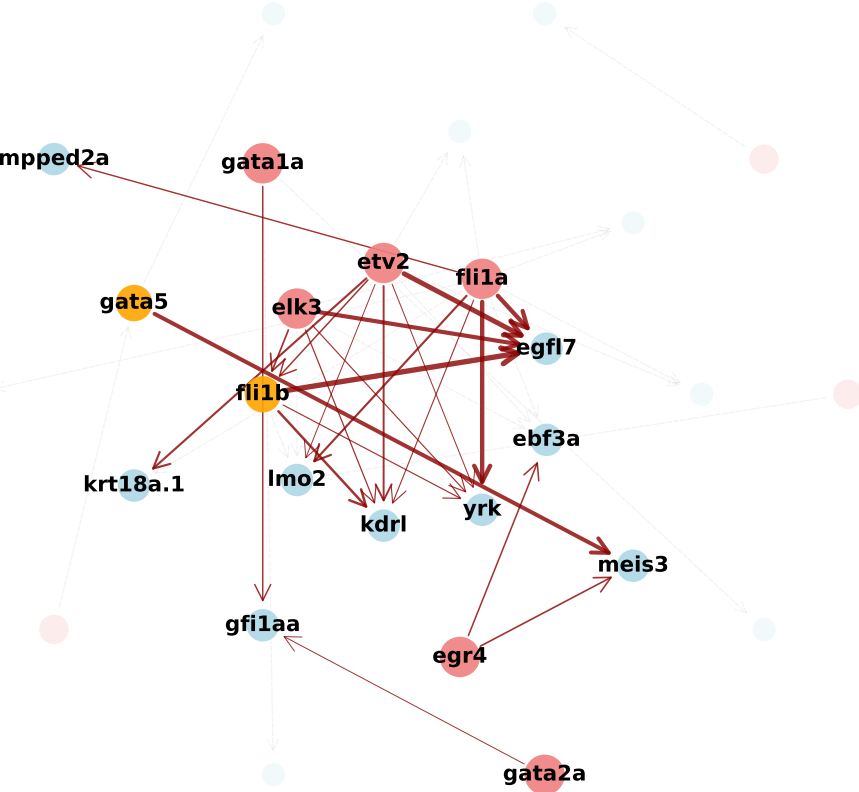 mpped2a
gata1a
etv2
fli1a
gata5
elk3
egfl7
fli1b
ebf3a
krt18a.1
lmo2
yrk
kdrl
meis3
gfi1aa
egr4
gata2a